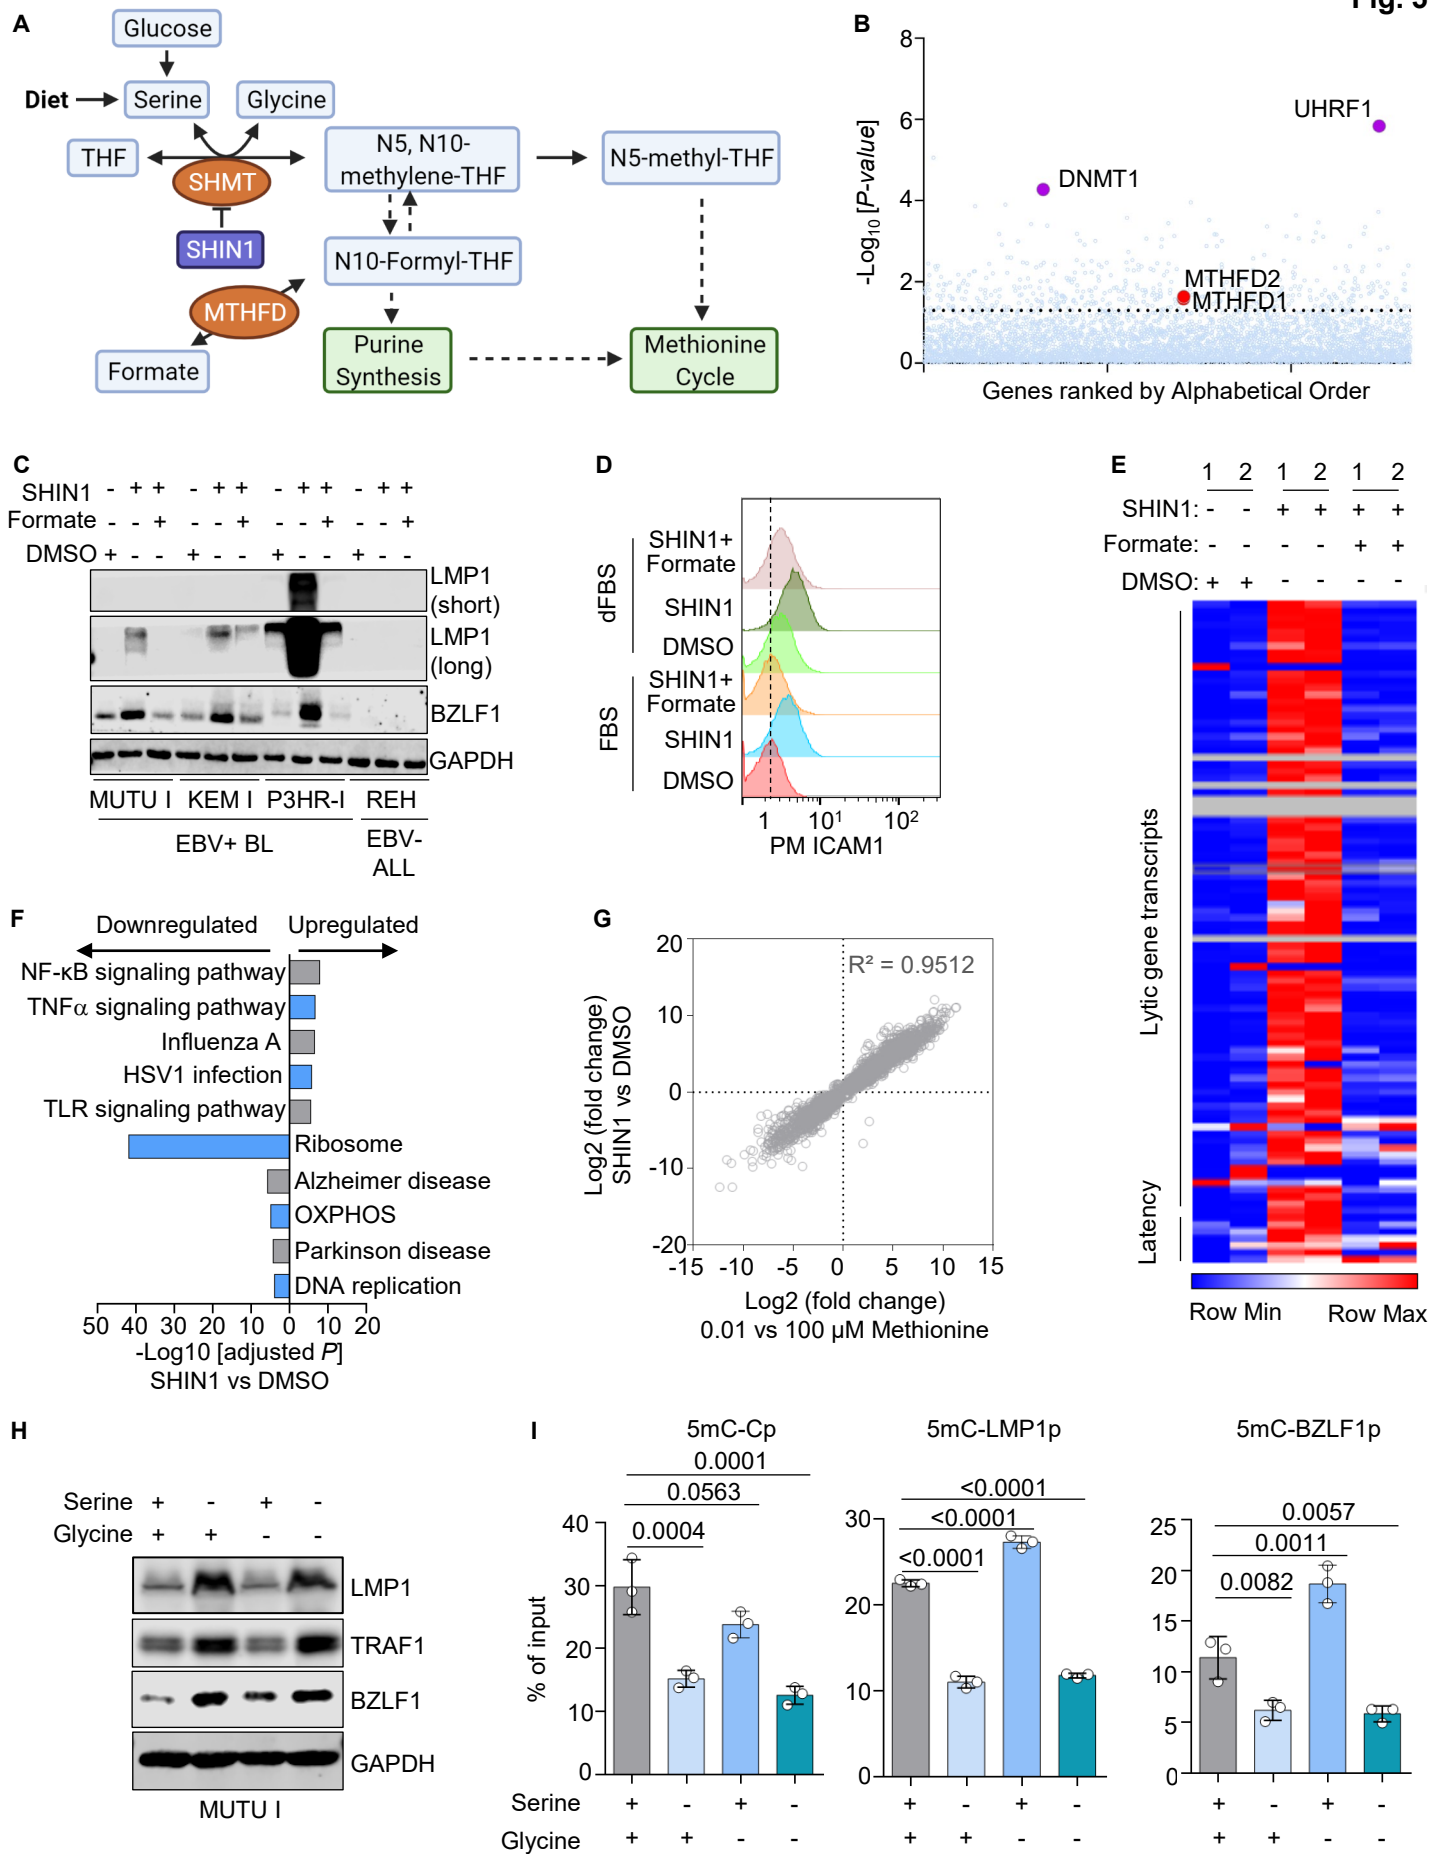 Fig. 5
A
Glucose
Diet
Serine
Glycine
THF
SHMT
N5, N10-
methylene-THF
N5-methyl-THF
SHIN1
N10-Formyl-THF
MTHFD
Formate
Purine
Synthesis
Methionine
Cycle
B
-Log10 [P-value]
8
6
4
2
0
UHRF1
DNMT1
MTHFD2
MTHFD1
Genes ranked by Alphabetical Order
C
SHIN1 - + + - + + - + + - + +
Formate - - + - - + - - + - - +
DMSO + - - + - - + - - + - -
LMP1
(short)
LMP1
(long)
BZLF1
GAPDH
MUTU I KEM I P3HR-I REH
EBV+ BL
EBV-
ALL
D
dFBS
SHIN1+
Formate
SHIN1
DMSO
FBS
SHIN1+
Formate
SHIN1
DMSO
1 10¹ 10²
PM ICAM1
E
1 2 1 2 1 2
SHIN1: - - + + + +
Formate: - - - - + +
DMSO: + + - - - -
Lytic gene transcripts
Latency
Row Min Row Max
F
Downregulated Upregulated
NF-κB signaling pathway
TNFα signaling pathway
Influenza A
HSV1 infection
TLR signaling pathway
Ribosome
Alzheimer disease
OXPHOS
Parkinson disease
DNA replication
50 40 30 20 10 0 10 20
-Log10 [adjusted P]
SHIN1 vs DMSO
G
Log2 (fold change)
SHIN1 vs DMSO
20
10
0
-10
-20
R² = 0.9512
-15 -10 -5 0 5 10 15
Log2 (fold change)
0.01 vs 100 µM Methionine
H
Serine + - + -
Glycine + + - -
LMP1
TRAF1
BZLF1
GAPDH
MUTU I
I
% of input
5mC-Cp
0.0001
0.0563
0.0004
40
30
20
10
0
Serine + - + -
Glycine + + - -
5mC-LMP1p
<0.0001
<0.0001
<0.0001
30
20
10
0
+ - + -
+ + - -
5mC-BZLF1p
0.0057
0.0011
0.0082
25
20
15
10
5
0
+ - + -
+ + - -